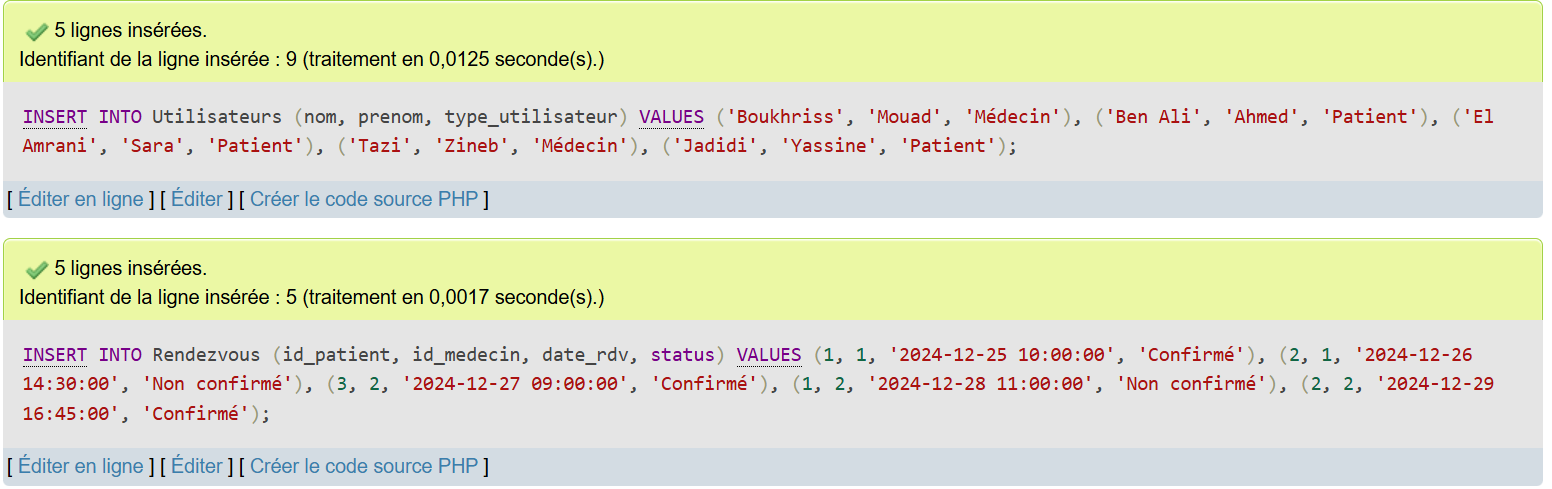 5 lignes insérées.
Identifiant de la ligne insérée : 9 (traitement en 0,0125 seconde(s).)
INSERT INTO Utilisateurs (nom, prenom, type_utilisateur) VALUES ('Boukhriss', 'Mouad', 'Médecin'), ('Ben Ali', 'Ahmed', 'Patient'), ('El
Amrani', 'Sara', 'Patient'), ('Tazi', 'Zineb', 'Médecin'), ('Jadidi', 'Yassine', 'Patient');
[ Éditer en ligne ] [ Éditer ] [ Créer le code source PHP ]
5 lignes insérées.
Identifiant de la ligne insérée : 5 (traitement en 0,0017 seconde(s).)
INSERT INTO Rendezvous (id_patient, id_medecin, date_rdv, status) VALUES (1, 1, '2024-12-25 10:00:00', 'Confirmé'), (2, 1, '2024-12-26
14:30:00', 'Non confirmé'), (3, 2, '2024-12-27 09:00:00', 'Confirmé'), (1, 2, '2024-12-28 11:00:00', 'Non confirmé'), (2, 2, '2024-12-29
16:45:00', 'Confirmé');
[ Éditer en ligne ] [ Éditer ] [ Créer le code source PHP ]